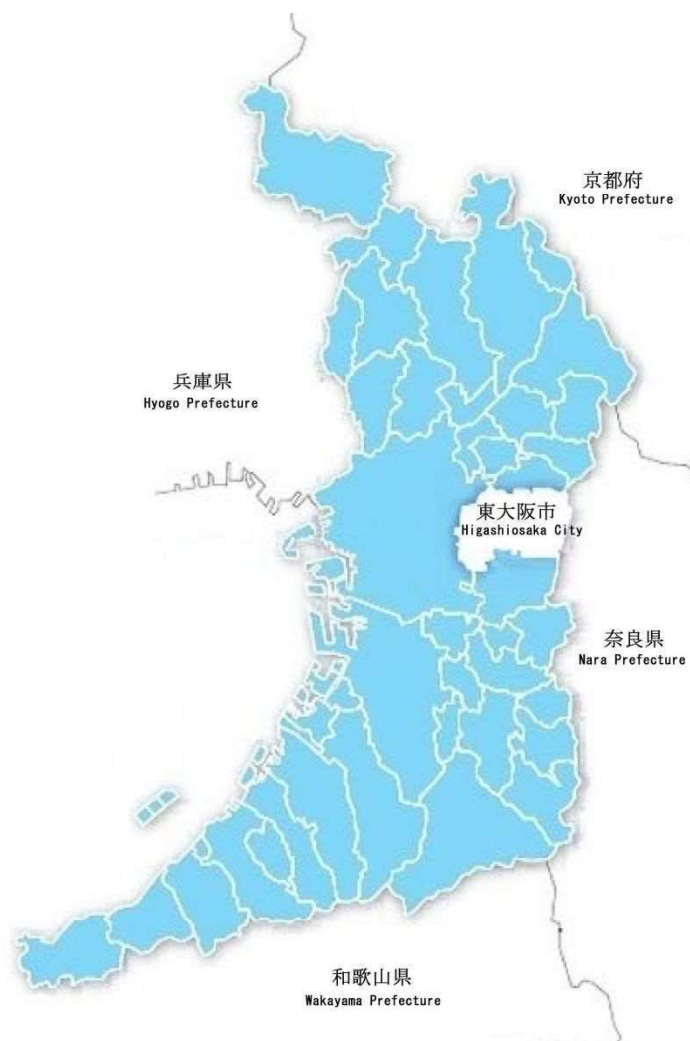 京都府
Kyoto Prefecture
兵庫県
Hyogo Prefecture
東大阪市
Higashiosaka City
奈良県
Nara Prefecture
和歌山県
Wakayama Prefecture